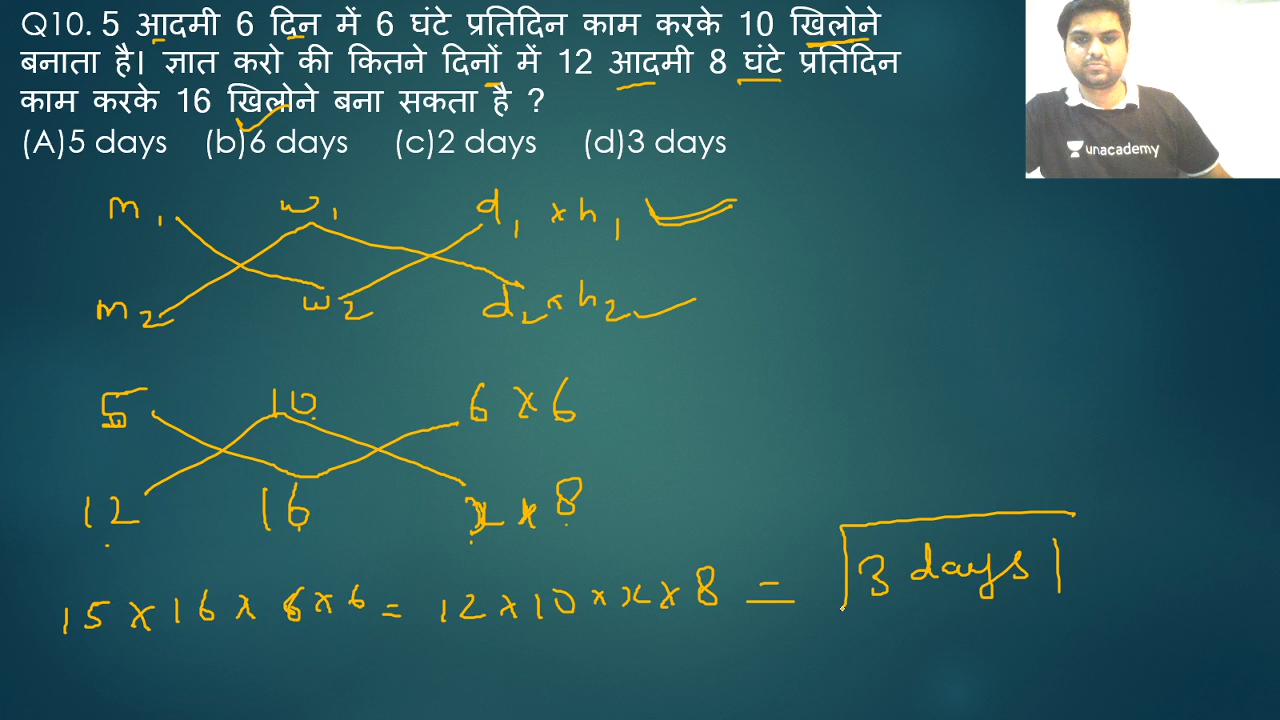 Q10. 5 आदमी 6 दिन में 6 घंटे प्रतिदिन काम करके 10 खिलोने
बनाता है। ज्ञात करो की कितने दिनों में 12 आदमी 8 घंटे प्रतिदिन
काम करके 16 खिलोने बना सकता है ?
(A)5 days (b)6 days (c)2 days (d)3 days
unacademy
m₁ w₁ d₁ × h₁
m₂ w₂ d₂ × h₂
5 10 6 × 6
12 16 x × 8
15 × 16 × 6 × 6 = 12 × 10 × x × 8 = 3 days